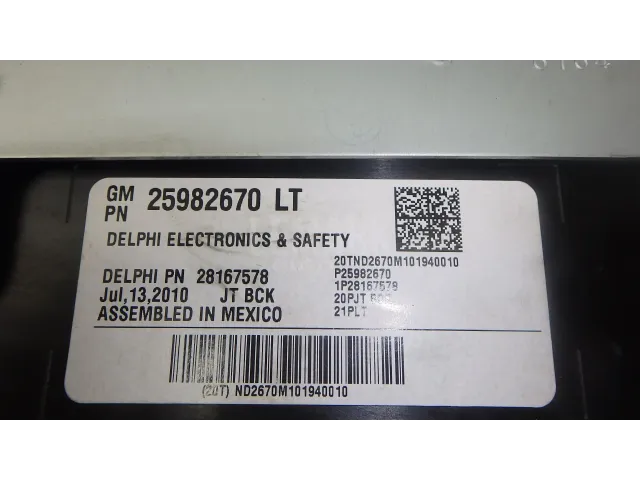 GM PN 25982670 LT
DELPHI ELECTRONICS & SAFETY
DELPHI PN 28167578
Jul,13,2010 JT BCK
ASSEMBLED IN MEXICO
20TND2670M101940010
P25982670
1P28167578
20PJT
21PLT
(20T) ND2670M101940010